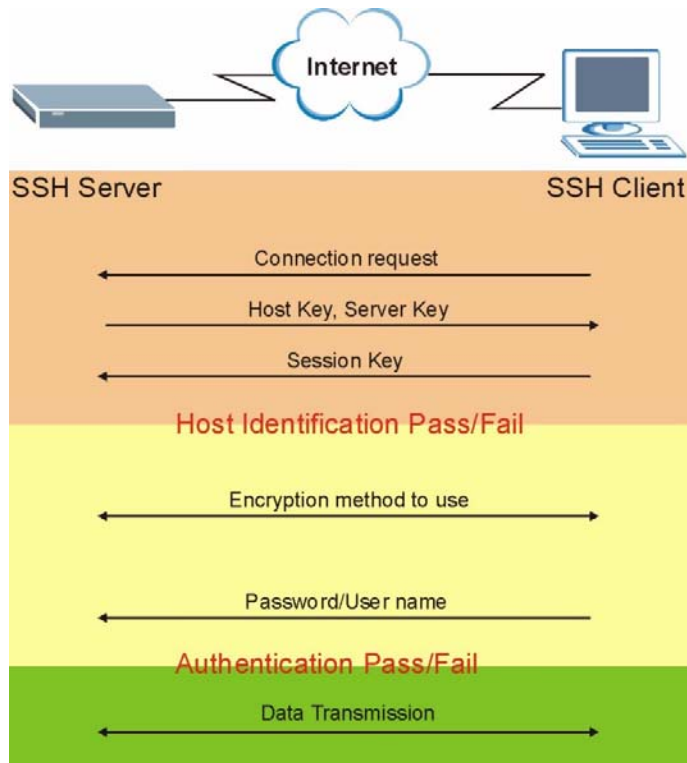 Internet
SSH Server
SSH Client
Connection request
Host Key, Server Key
Session Key
Host Identification Pass/Fail
Encryption method to use
Password/User name
Authentication Pass/Fail
Data Transmission